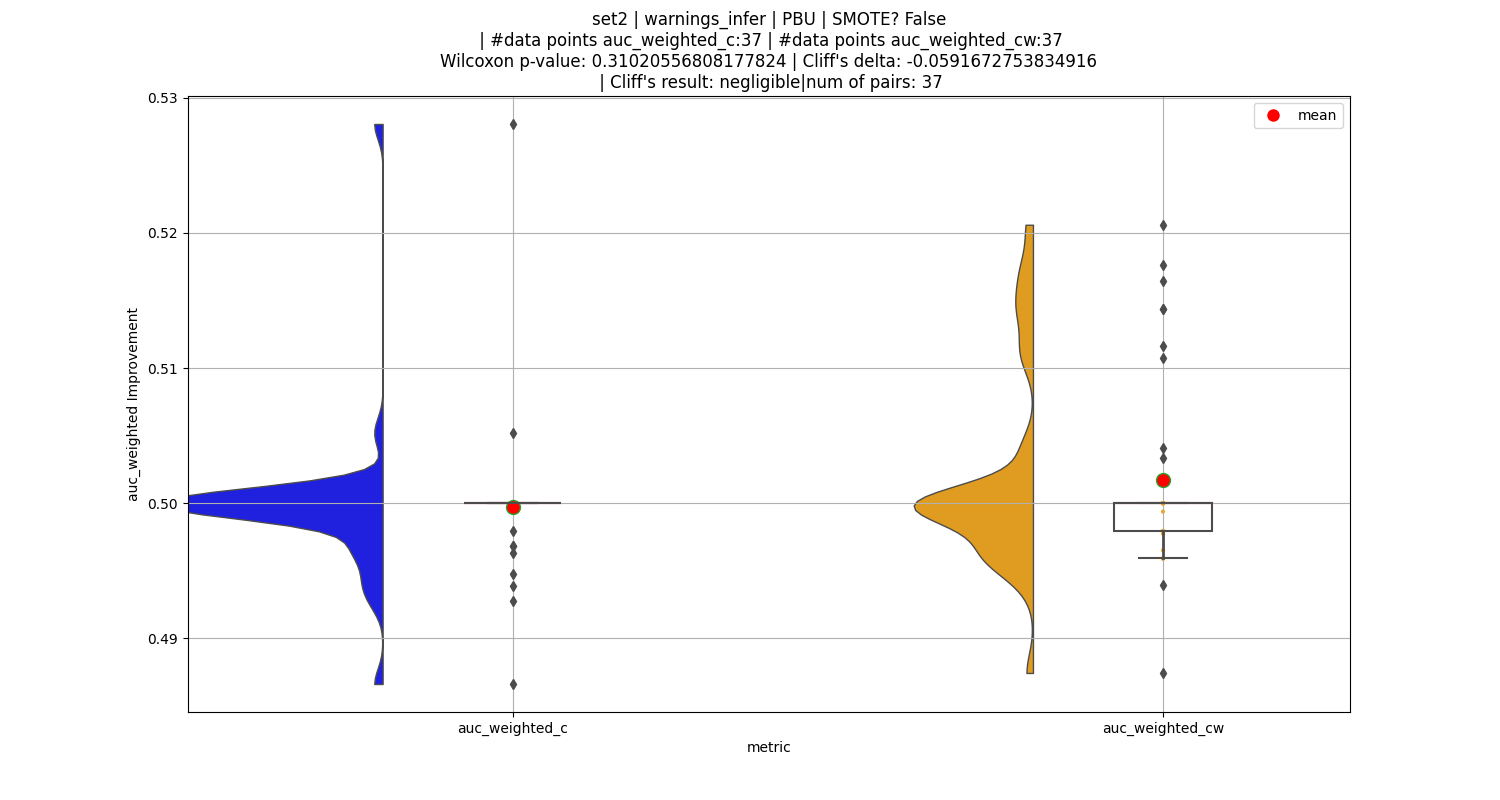 set2 | warnings_infer | PBU | SMOTE? False
| #data points auc_weighted_c:37 | #data points auc_weighted_cw:37
Wilcoxon p-value: 0.31020556808177824 | Cliff's delta: -0.0591672753834916
| Cliff's result: negligible|num of pairs: 37
mean
0.53
0.52
0.51
0.50
0.49
auc_weighted Improvement
auc_weighted_c
auc_weighted_cw
metric